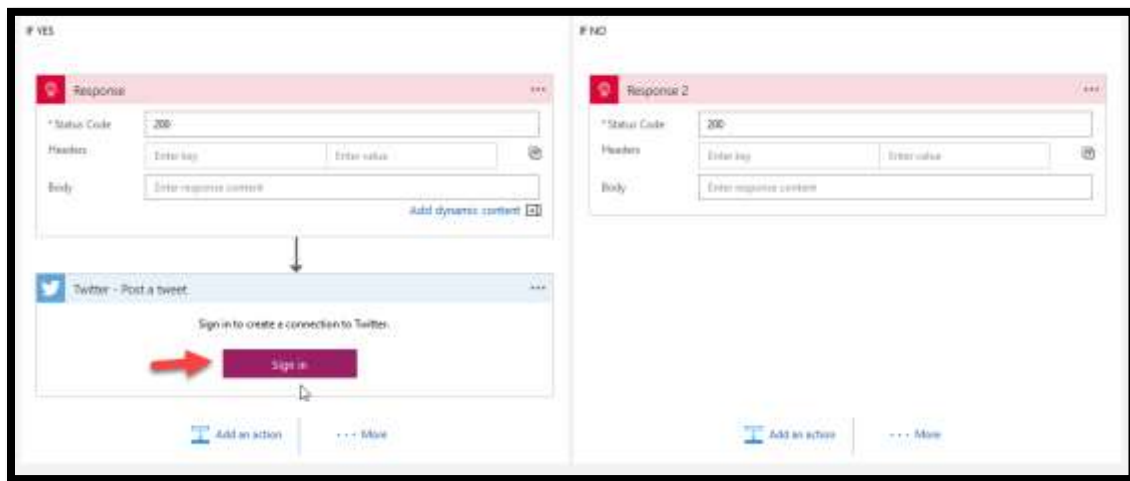 IF YES
IF NO
Response
Response 2
* Status Code 200
* Status Code 200
Headers Enter key Enter value
Headers Enter key Enter value
Body Enter response content
Body Enter response content
Add dynamic content
Twitter - Post a tweet
Sign in to create a connection to Twitter.
Sign in
Add an action
More
Add an action
More